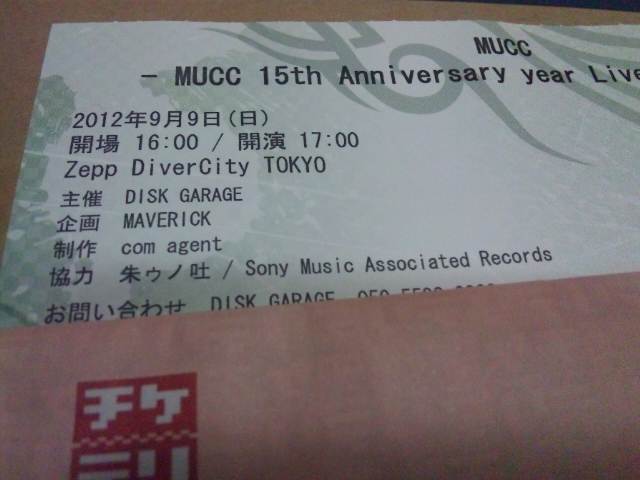 MUCC
- MUCC 15th Anniversary year Live
2012年9月9日(日)
開場 16:00 / 開演 17:00
Zepp DiverCity TOKYO
主催 DISK GARAGE
企画 MAVERICK
制作 com agent
協力 朱ゥノ吐 / Sony Music Associated Records
お問い合わせ DISK GARAGE
チケ